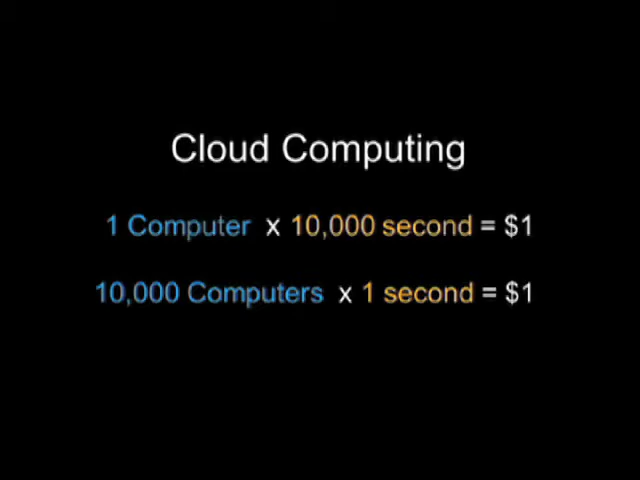 Cloud Computing
1 Computer x 10,000 second = $1
10,000 Computers x 1 second = $1